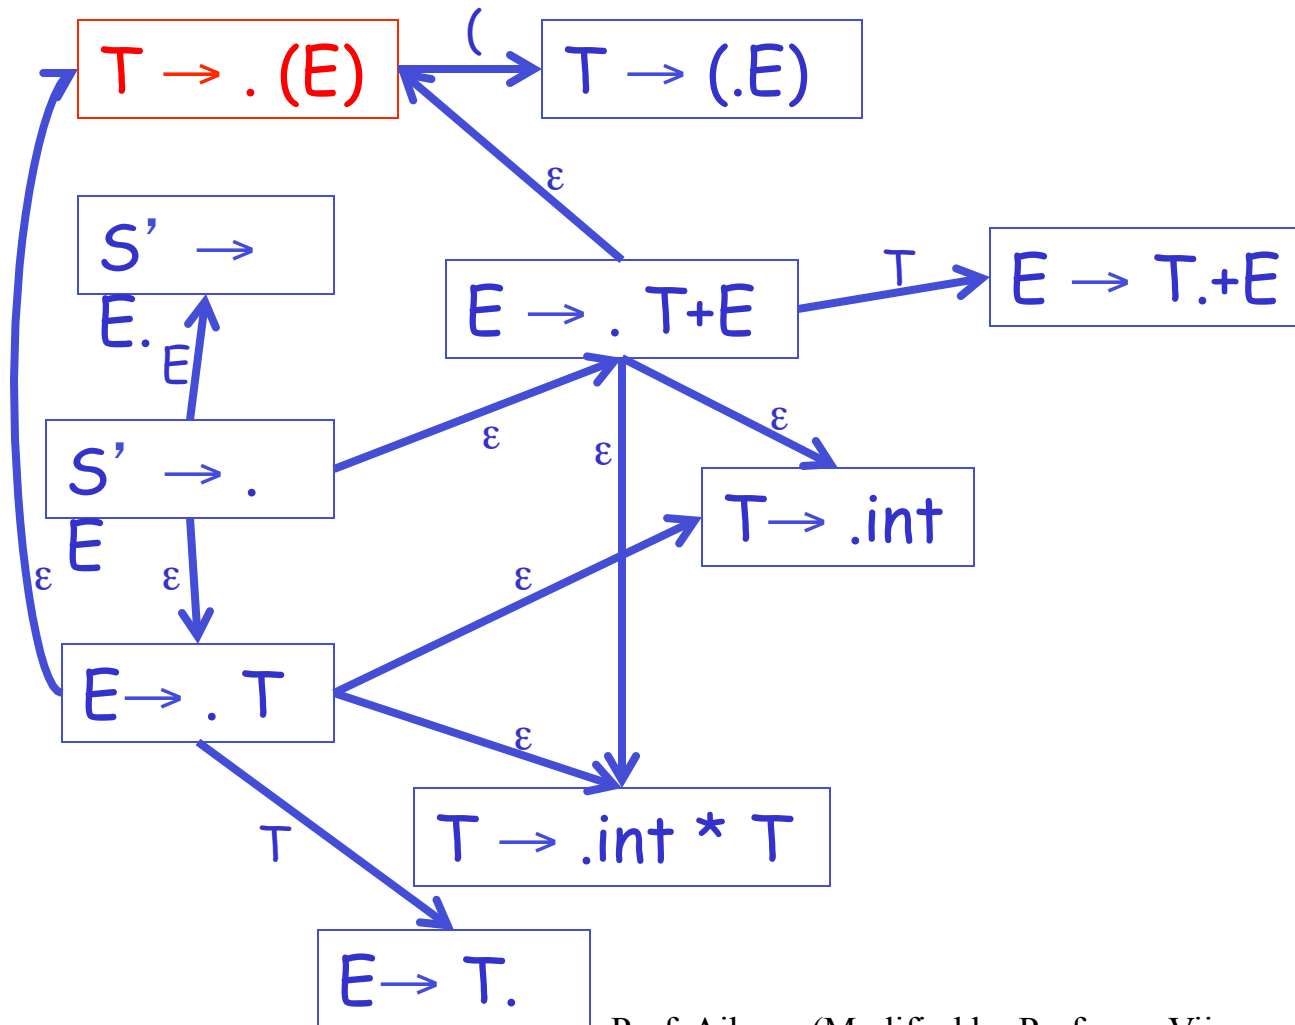 (
T → . (E)
T → (.E)
ε
S' →
E.
T
E → . T+E
E → T.+E
E
ε
ε
ε
S' → .
E
T→ .int
ε
ε
ε
E→ . T
ε
T
T → .int * T
E→ T.